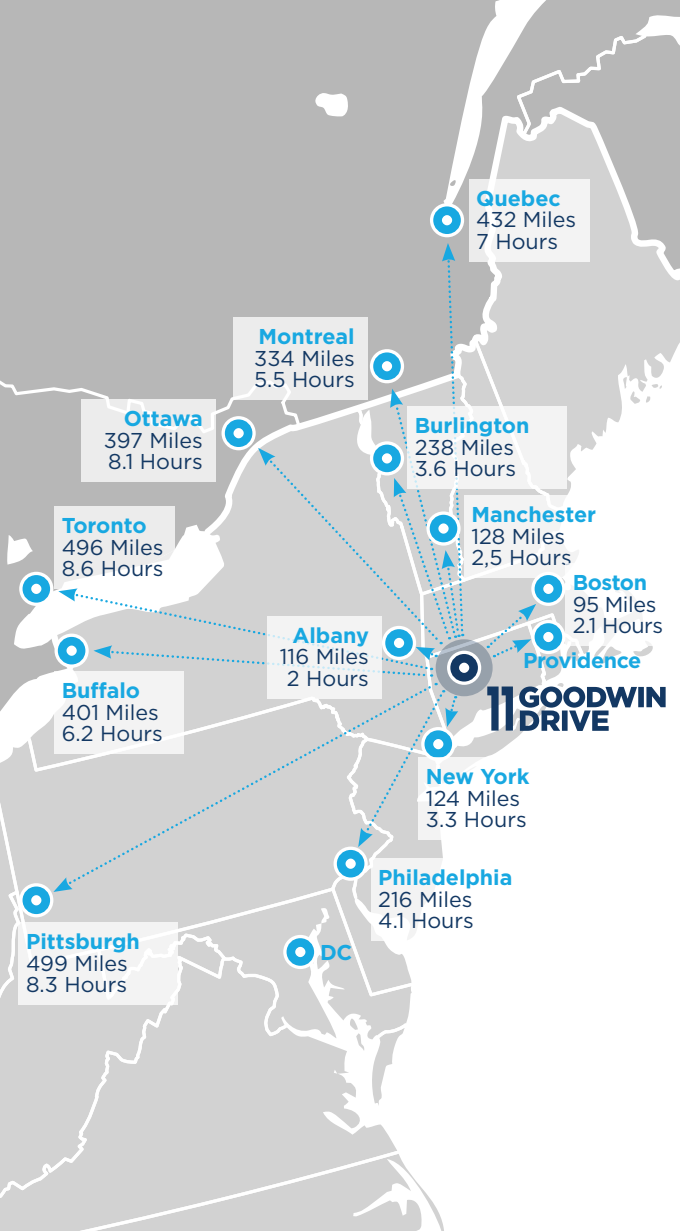 Quebec
432 Miles
7 Hours
Montreal
334 Miles
5.5 Hours
Ottawa
397 Miles
8.1 Hours
Burlington
238 Miles
3.6 Hours
Toronto
496 Miles
8.6 Hours
Manchester
128 Miles
2,5 Hours
Boston
95 Miles
2.1 Hours
Albany
116 Miles
2 Hours
Providence
Buffalo
401 Miles
6.2 Hours
11 GOODWIN
DRIVE
New York
124 Miles
3.3 Hours
Philadelphia
216 Miles
4.1 Hours
Pittsburgh
499 Miles
8.3 Hours
DC